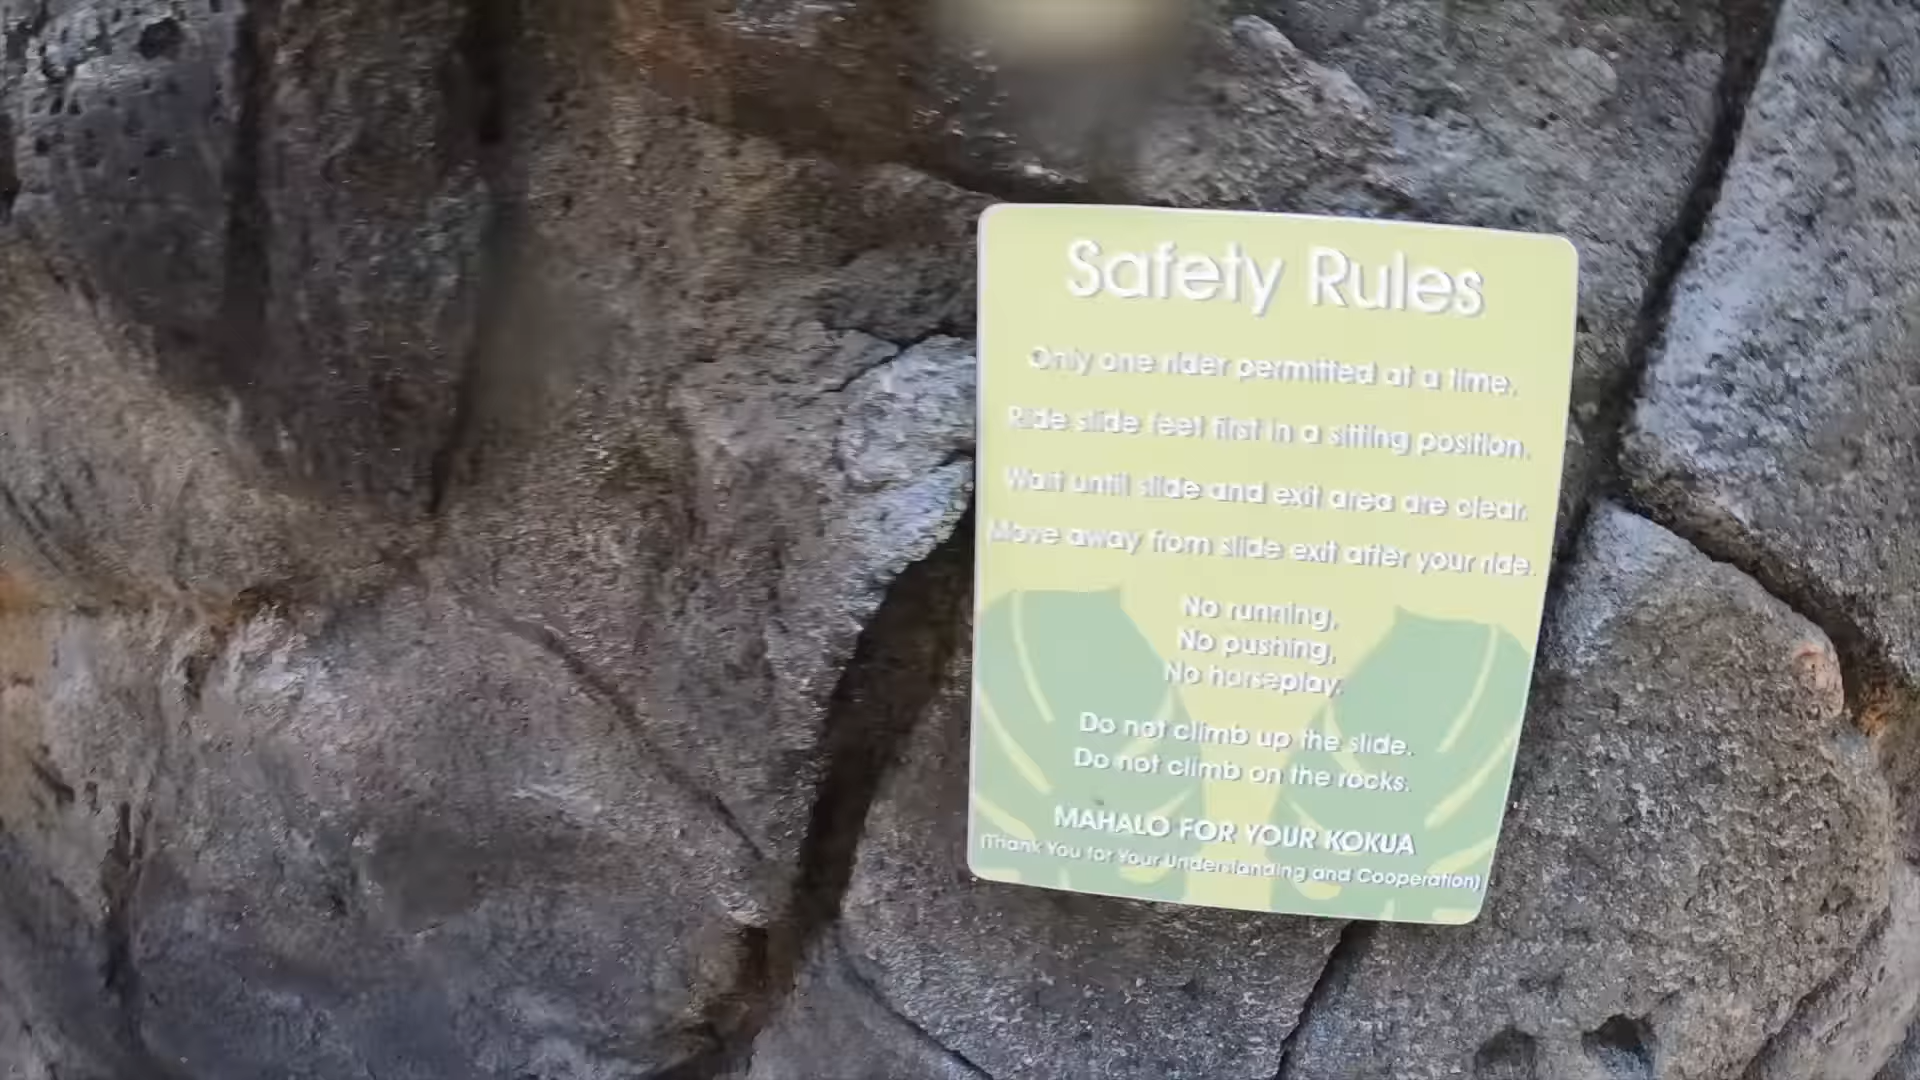 Safety Rules
Only one rider permitted at a time.
Ride slide feet first in a sitting position.
Wait until slide and exit area are clear.
Move away from slide exit after your ride.
No running,
No pushing,
No horseplay.
Do not climb up the slide.
Do not climb on the rocks.
MAHALO FOR YOUR KOKUA
(Thank You for Your Understanding and Cooperation)